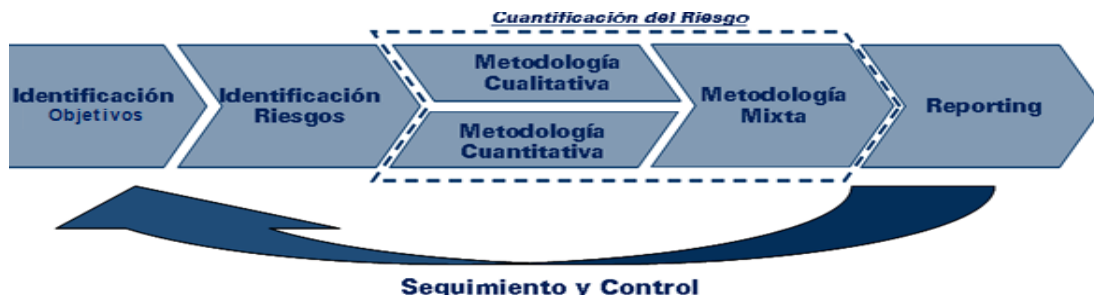 Cuantificación del Riesgo
Identificación
Objetivos
Identificación
Riesgos
Metodología
Cualitativa
Metodología
Cuantitativa
Metodología
Mixta
Reporting
Seguimiento y Control